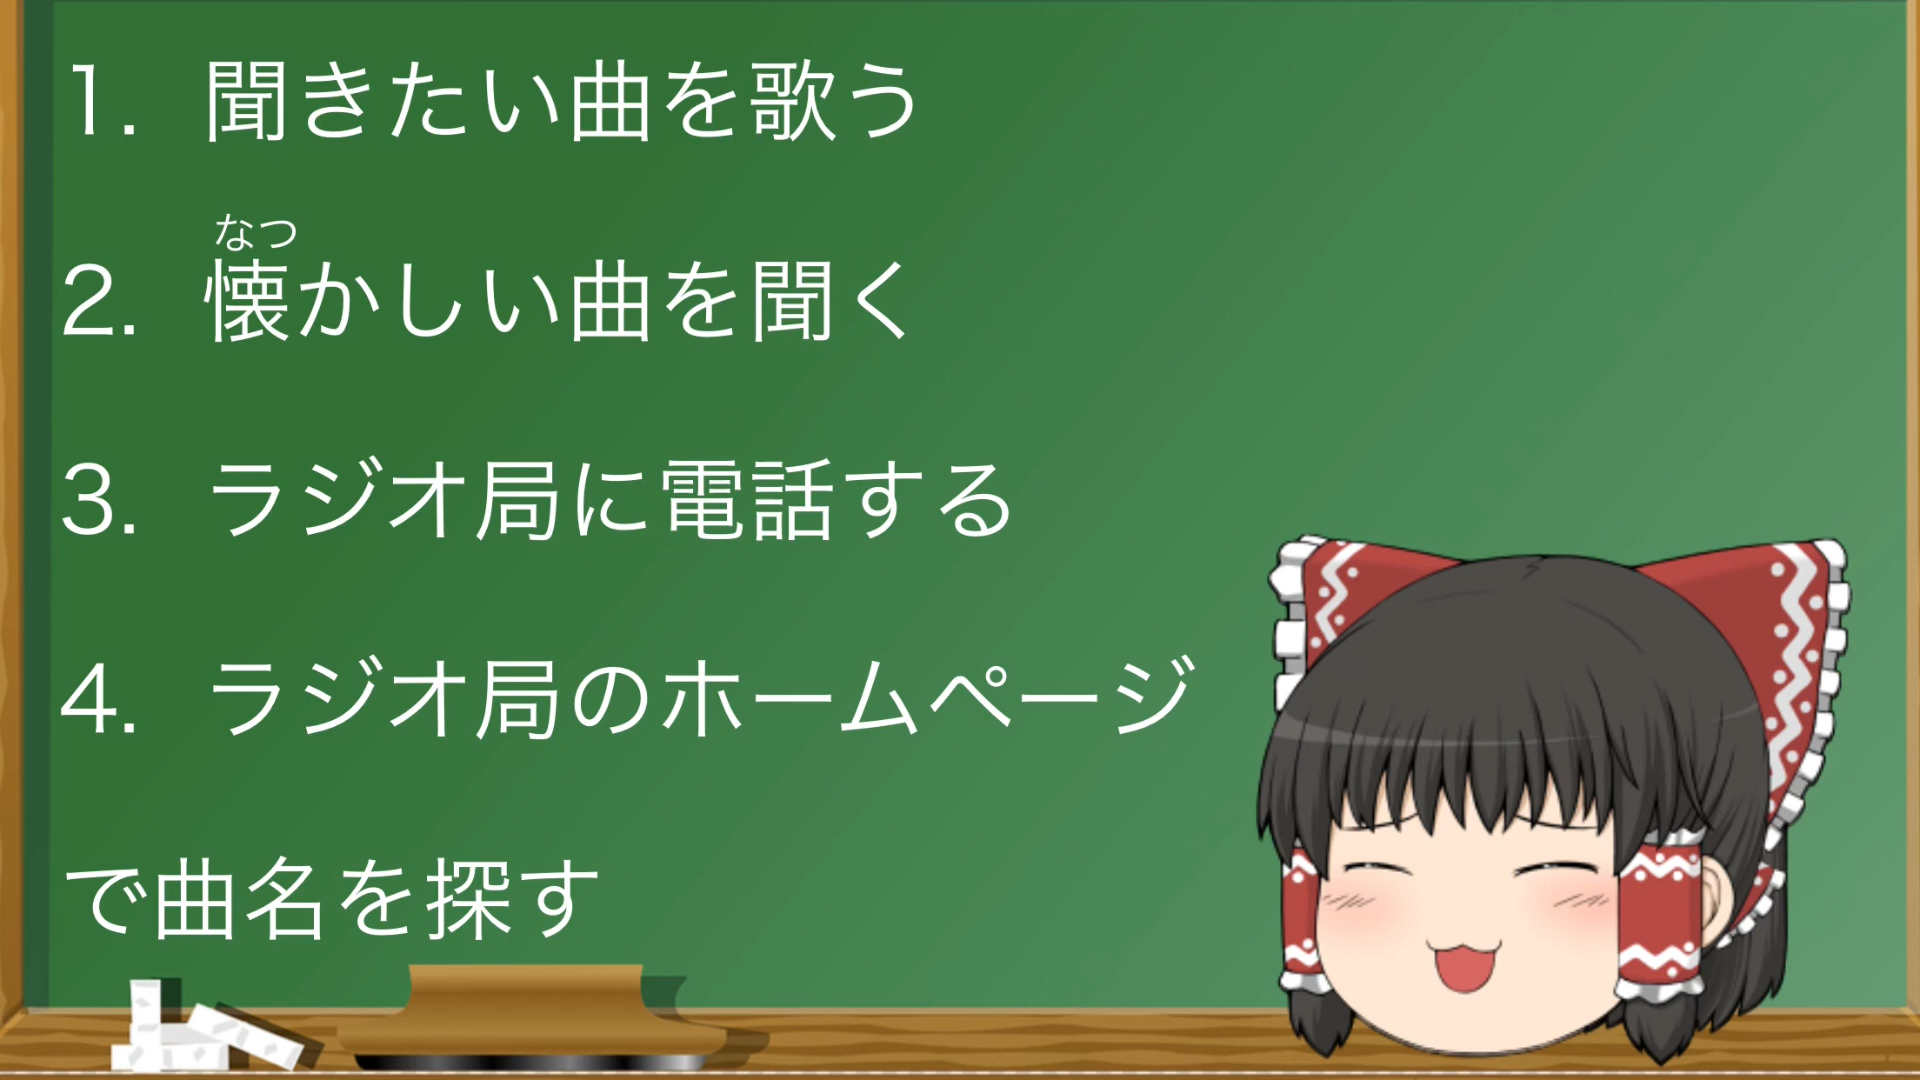 1. 聞きたい曲を歌う
なつ
2. 懐かしい曲を聞く
3. ラジオ局に電話する
4. ラジオ局のホームページ
で曲名を探す